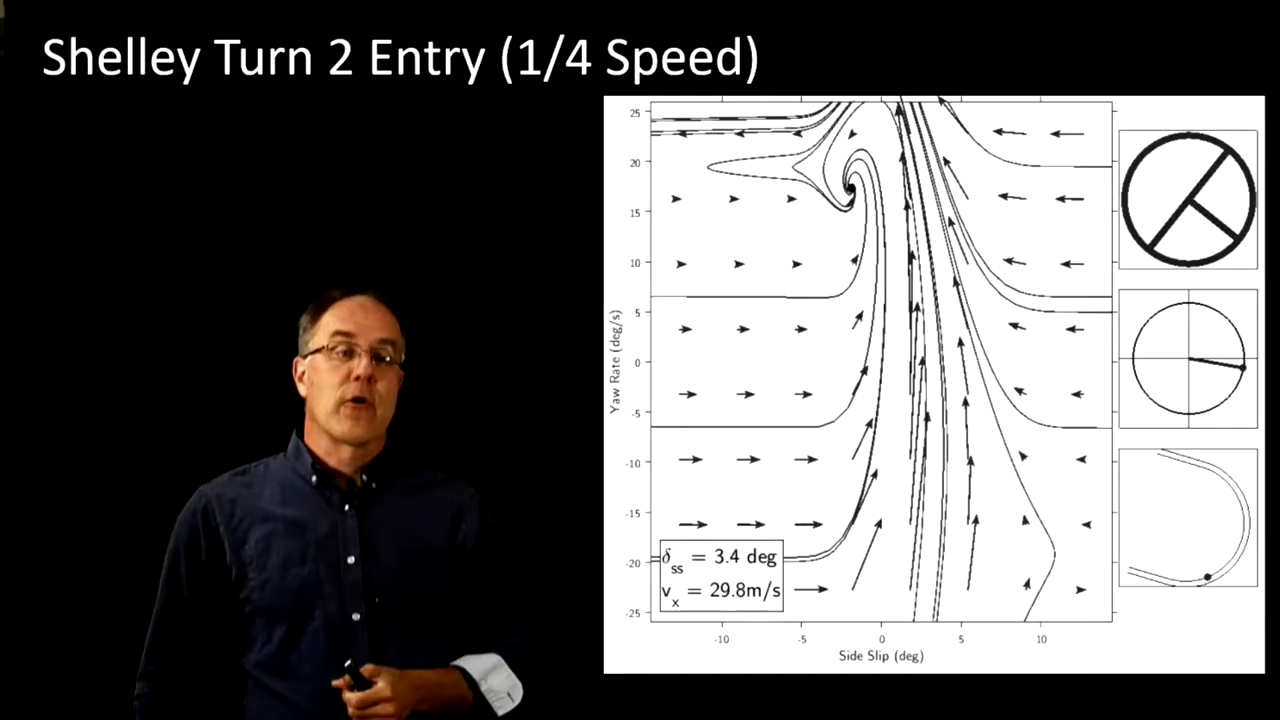 Shelley Turn 2 Entry (1/4 Speed)
25
20
15
10
5
0
-5
-10
-15
-20
-25
Yaw Rate (deg/s)
δss = 3.4 deg
vx = 29.8m/s
-10 -5 0 5 10
Side Slip (deg)